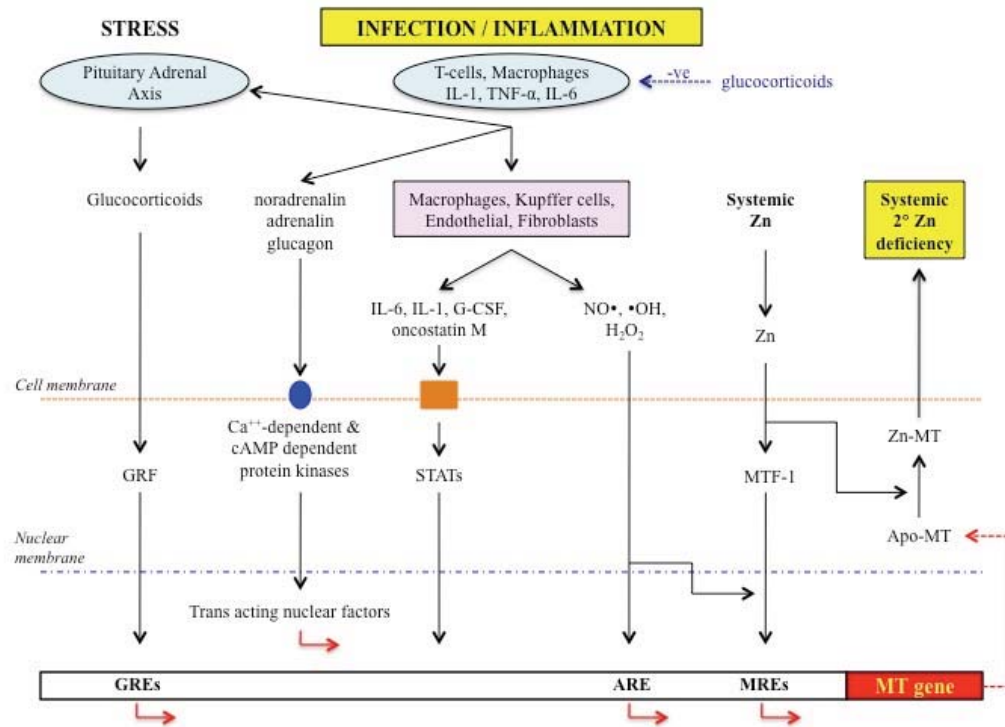 STRESS
INFECTION / INFLAMMATION
Pituitary Adrenal
Axis
T-cells, Macrophages
IL-1, TNF-α, IL-6
-ve
glucocorticoids
Glucocorticoids
noradrenalin
adrenalin
glucagon
Macrophages, Kupffer cells,
Endothelial, Fibroblasts
Systemic
Zn
Systemic
2° Zn
deficiency
IL-6, IL-1, G-CSF,
oncostatin M
NO•, •OH,
H₂O₂
Zn
Cell membrane
Ca⁺⁺-dependent &
cAMP dependent
protein kinases
Zn-MT
GRF
STATs
MTF-1
Nuclear
membrane
Apo-MT
Trans acting nuclear factors
GREs
ARE
MREs
MT gene